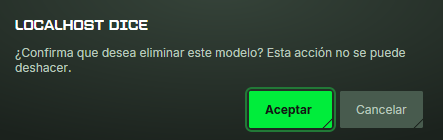 LOCALHOST DICE
¿Confirma que desea eliminar este modelo? Esta acción no se puede
deshacer.
Aceptar
Cancelar